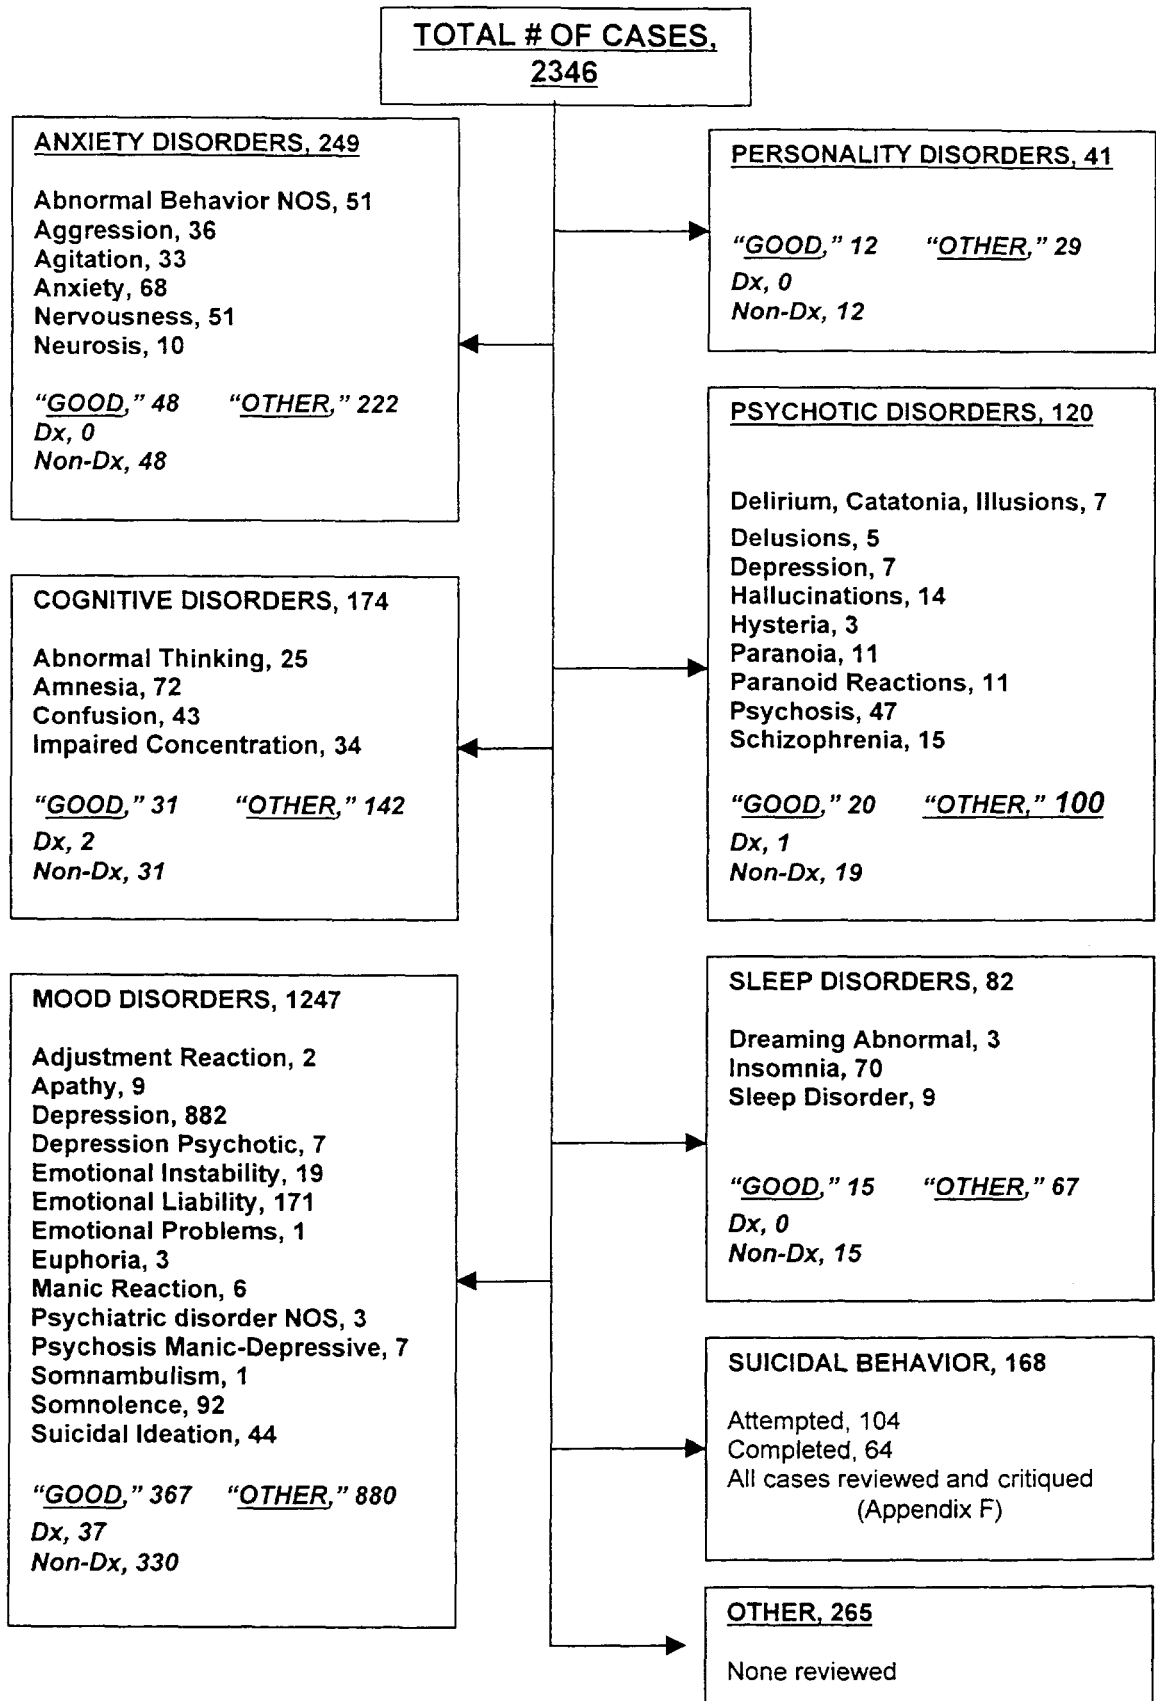 TOTAL # OF CASES,
2346
ANXIETY DISORDERS, 249
Abnormal Behavior NOS, 51
Aggression, 36
Agitation, 33
Anxiety, 68
Nervousness, 51
Neurosis, 10
“GOOD,” 48 “OTHER,” 222
Dx, 0
Non-Dx, 48
COGNITIVE DISORDERS, 174
Abnormal Thinking, 25
Amnesia, 72
Confusion, 43
Impaired Concentration, 34
“GOOD,” 31 “OTHER,” 142
Dx, 2
Non-Dx, 31
MOOD DISORDERS, 1247
Adjustment Reaction, 2
Apathy, 9
Depression, 882
Depression Psychotic, 7
Emotional Instability, 19
Emotional Liability, 171
Emotional Problems, 1
Euphoria, 3
Manic Reaction, 6
Psychiatric disorder NOS, 3
Psychosis Manic-Depressive, 7
Somnambulism, 1
Somnolence, 92
Suicidal Ideation, 44
“GOOD,” 367 “OTHER,” 880
Dx, 37
Non-Dx, 330
PERSONALITY DISORDERS, 41
“GOOD,” 12 “OTHER,” 29
Dx, 0
Non-Dx, 12
PSYCHOTIC DISORDERS, 120
Delirium, Catatonia, Illusions, 7
Delusions, 5
Depression, 7
Hallucinations, 14
Hysteria, 3
Paranoia, 11
Paranoid Reactions, 11
Psychosis, 47
Schizophrenia, 15
“GOOD,” 20 “OTHER,” 100
Dx, 1
Non-Dx, 19
SLEEP DISORDERS, 82
Dreaming Abnormal, 3
Insomnia, 70
Sleep Disorder, 9
“GOOD,” 15 “OTHER,” 67
Dx, 0
Non-Dx, 15
SUICIDAL BEHAVIOR, 168
Attempted, 104
Completed, 64
All cases reviewed and critiqued
(Appendix F)
OTHER, 265
None reviewed